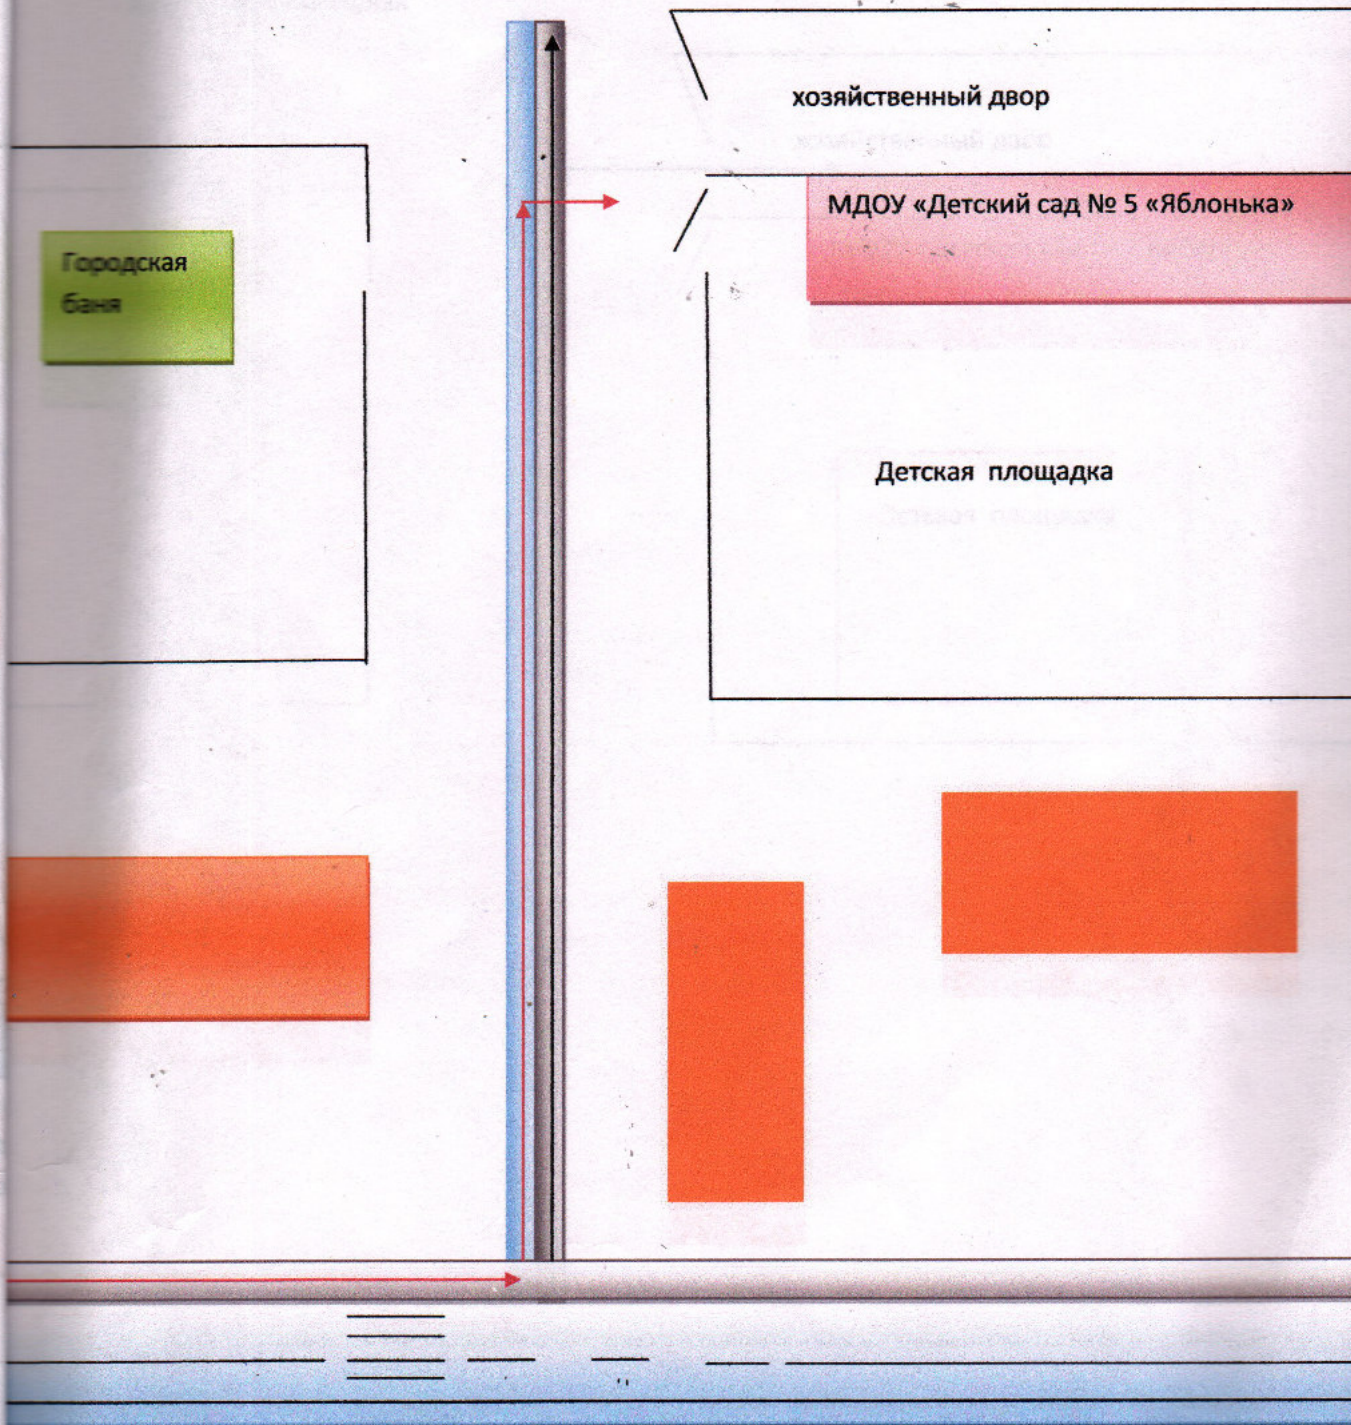 хозяйственный двор
МДОУ «Детский сад № 5 «Яблонька»
Городская
баня
Детская площадка